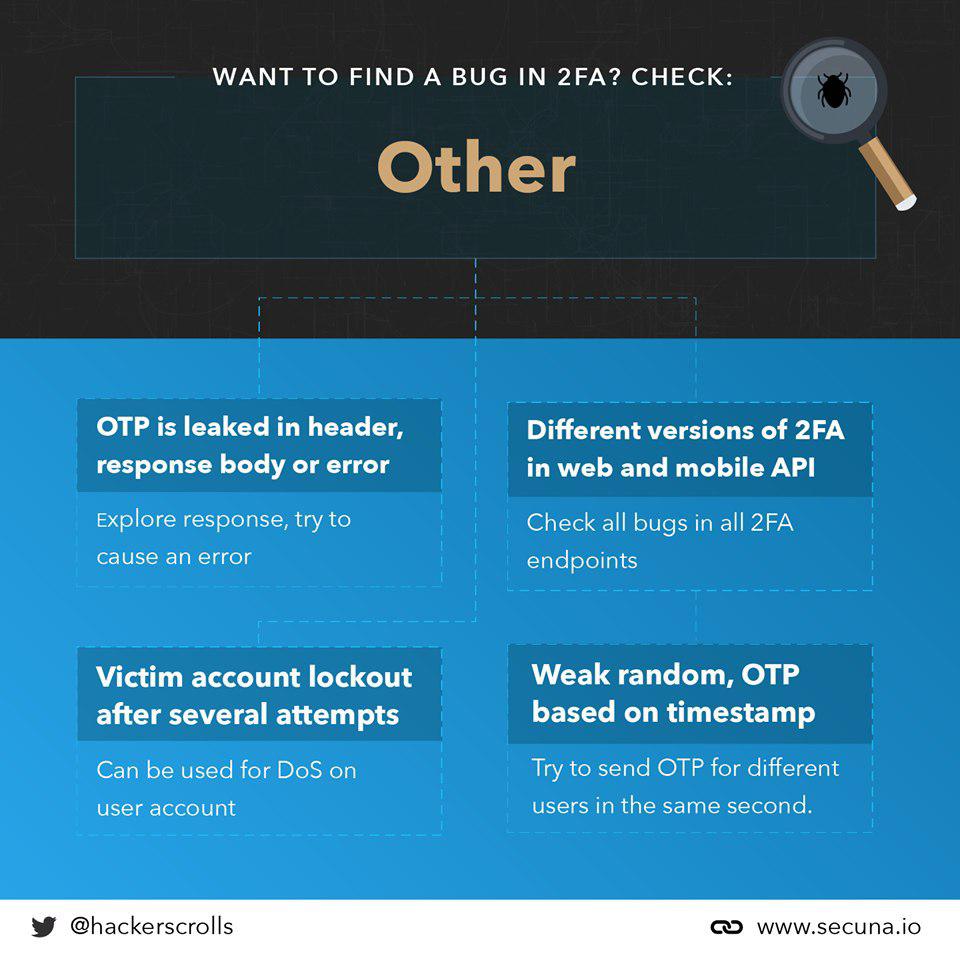 WANT TO FIND A BUG IN 2FA? CHECK:
Other
OTP is leaked in header,
response body or error
Explore response, try to
cause an error
Different versions of 2FA
in web and mobile API
Check all bugs in all 2FA
endpoints
Victim account lockout
after several attempts
Can be used for DoS on
user account
Weak random, OTP
based on timestamp
Try to send OTP for different
users in the same second.
@hackerscrolls
www.secuna.io